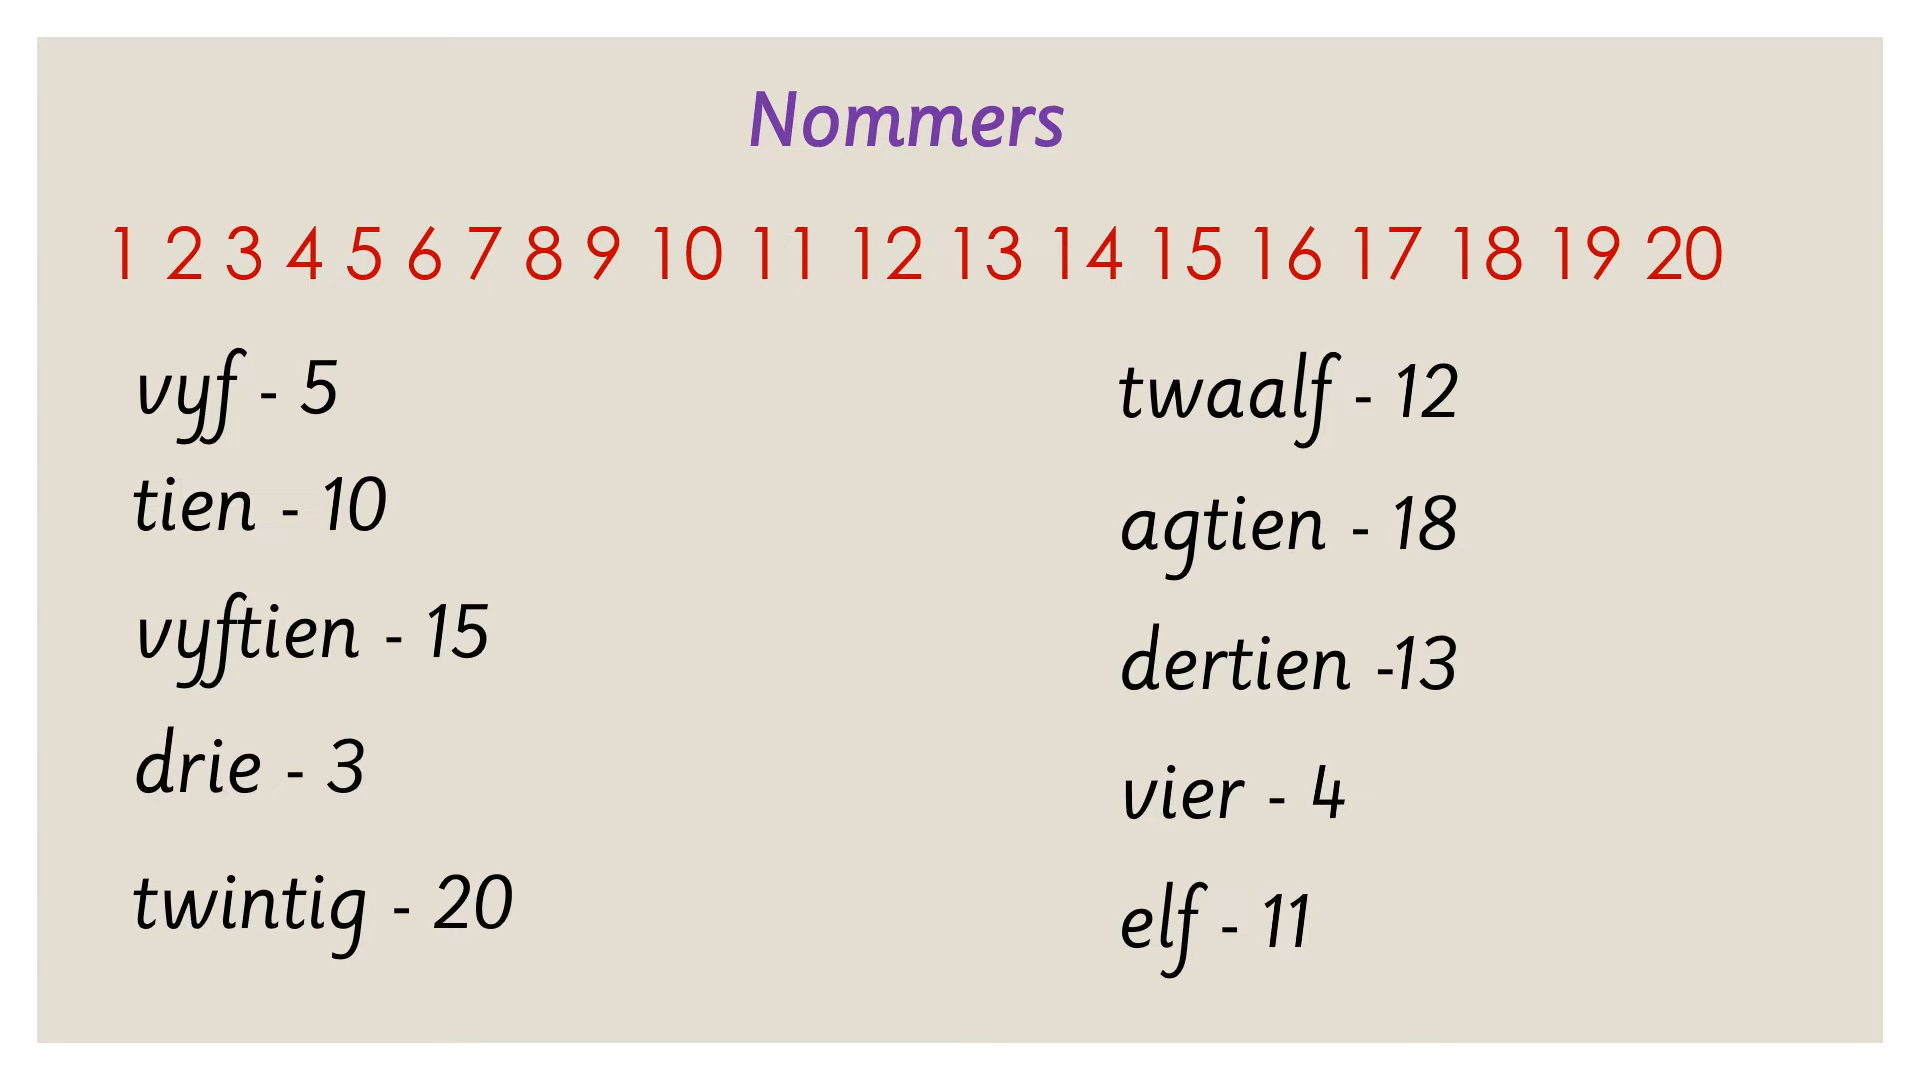 Nommers
1 2 3 4 5 6 7 8 9 10 11 12 13 14 15 16 17 18 19 20
vyf - 5
tien - 10
vyftien - 15
drie - 3
twintig - 20
twaalf - 12
agtien - 18
dertien -13
vier - 4
elf - 11